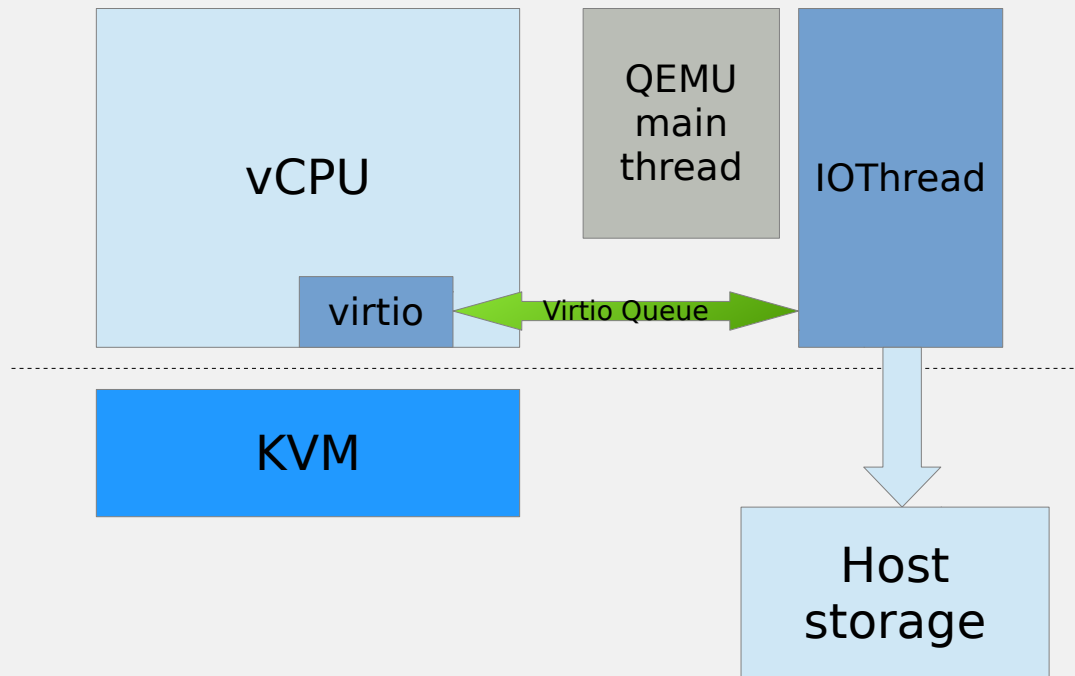 vCPU
QEMU
main
thread
IOThread
virtio
Virtio Queue
KVM
Host
storage